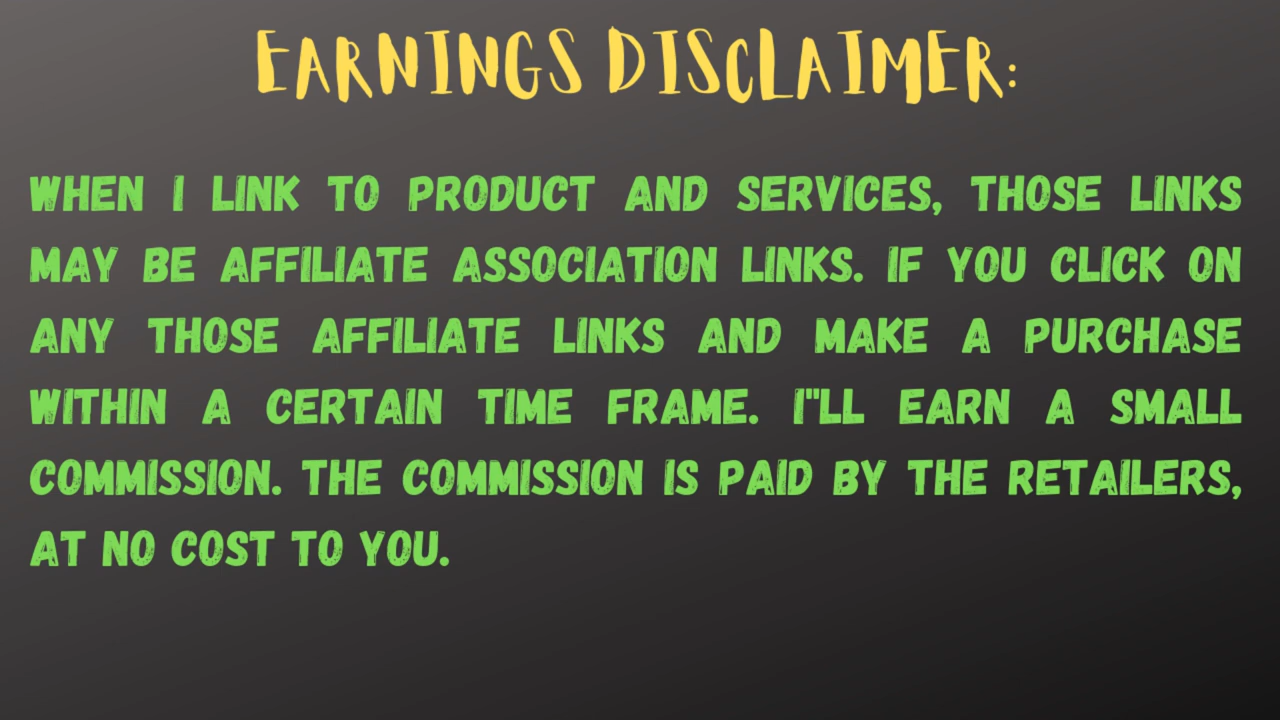 EARNINGS DISCLAIMER:
WHEN I LINK TO PRODUCT AND SERVICES, THOSE LINKS
MAY BE AFFILIATE ASSOCIATION LINKS. IF YOU CLICK ON
ANY THOSE AFFILIATE LINKS AND MAKE A PURCHASE
WITHIN A CERTAIN TIME FRAME. I"LL EARN A SMALL
COMMISSION. THE COMMISSION IS PAID BY THE RETAILERS,
AT NO COST TO YOU.